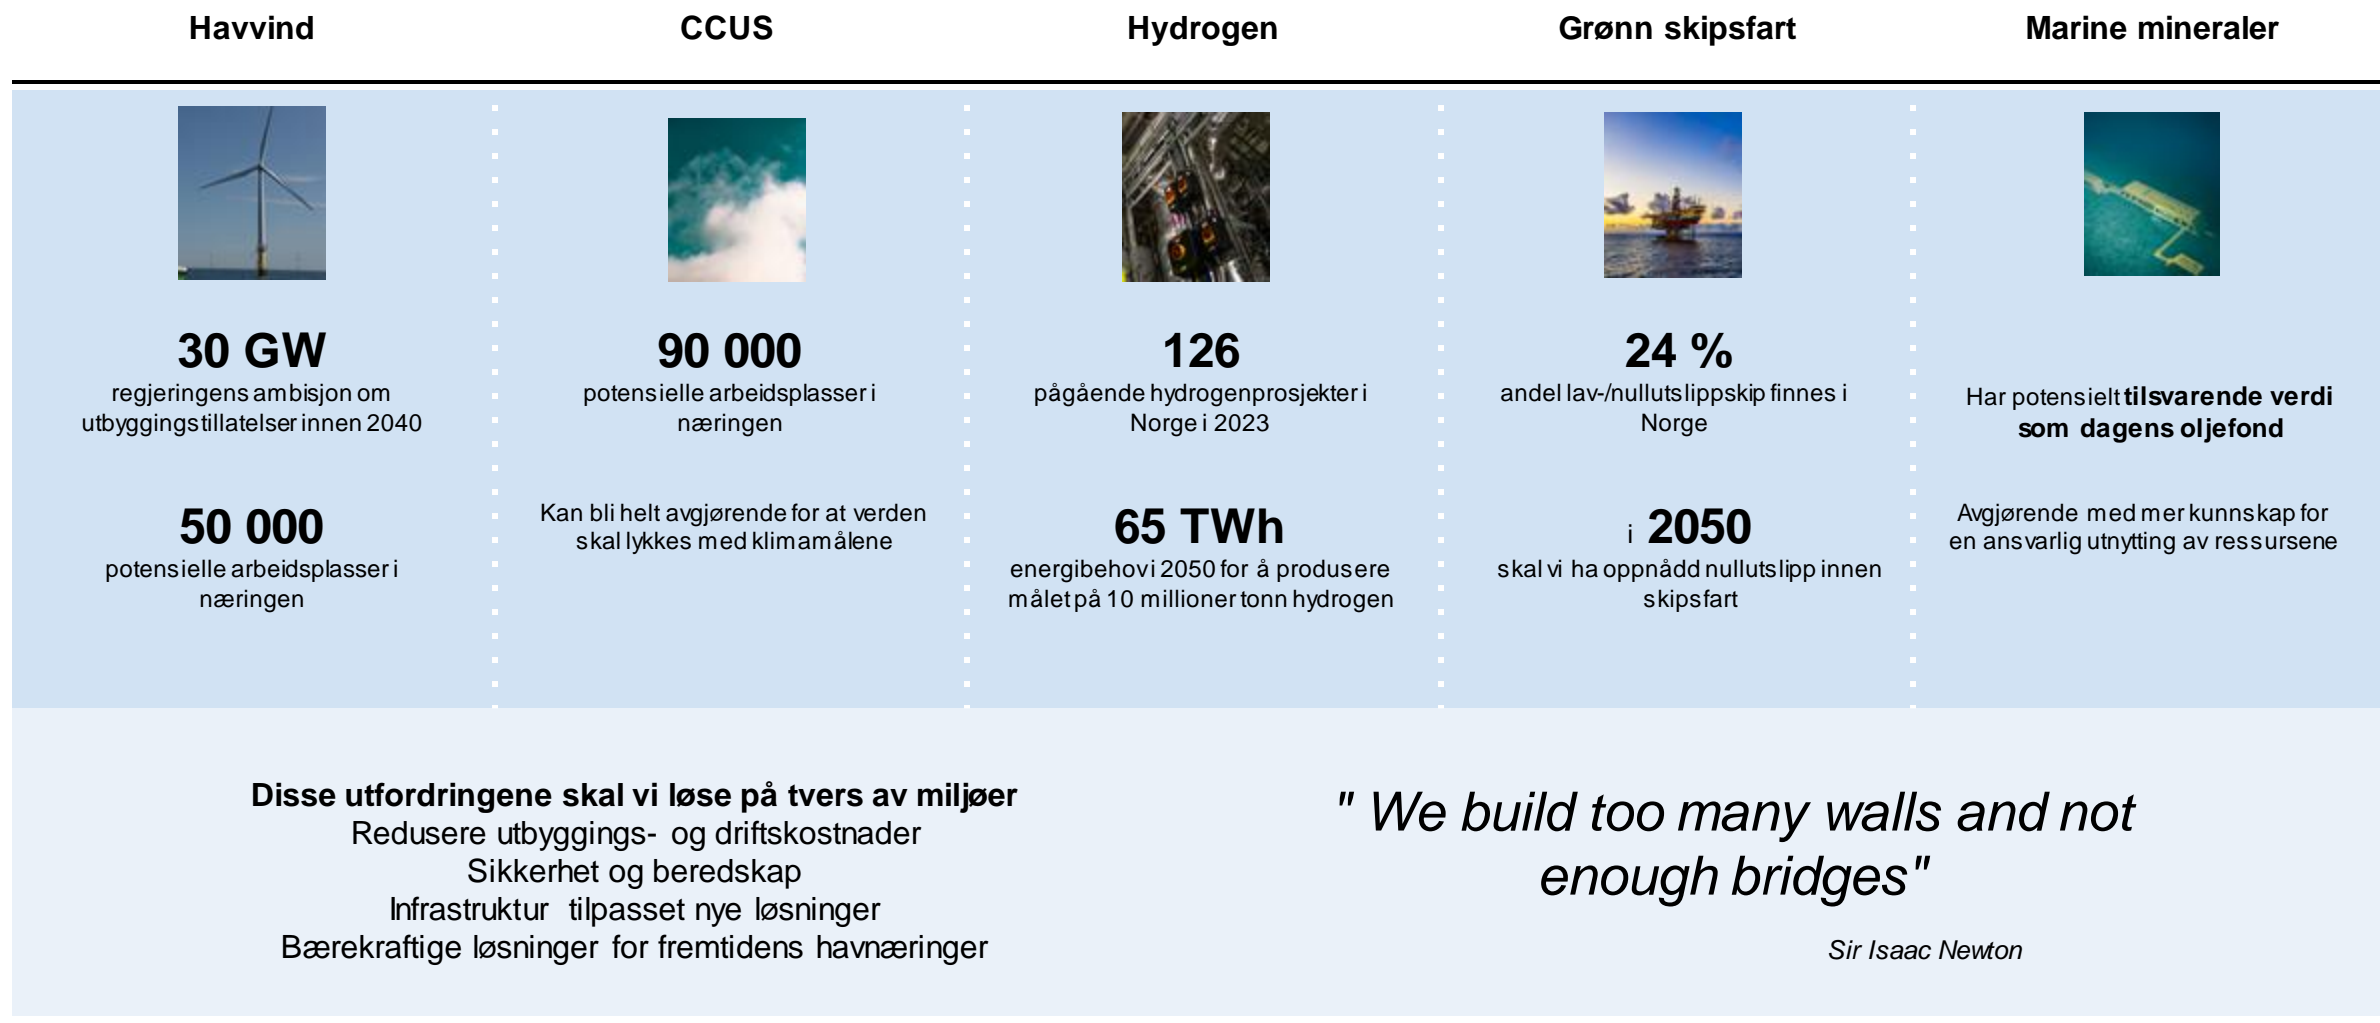 Havvind
CCUS
Hydrogen
Grønn skipsfart
Marine mineraler
30 GW
regjeringens ambisjon om
utbyggingstillatelser innen 2040
50 000
potensielle arbeidsplasser i
næringen
90 000
potensielle arbeidsplasser i
næringen
Kan bli helt avgjørende for at verden
skal lykkes med klimamålene
126
pågående hydrogenprosjekter i
Norge i 2023
65 TWh
energibehov i 2050 for å produsere
målet på 10 millioner tonn hydrogen
24 %
andel lav-/nullutslippskip finnes i
Norge
i 2050
skal vi ha oppnådd nullutslipp innen
skipsfart
Har potensielt tilsvarende verdi
som dagens oljefond
Avgjørende med mer kunnskap for
en ansvarlig utnytting av ressursene
Disse utfordringene skal vi løse på tvers av miljøer
Redusere utbyggings- og driftskostnader
Sikkerhet og beredskap
Infrastruktur tilpasset nye løsninger
Bærekraftige løsninger for fremtidens havnæringer
" We build too many walls and not
enough bridges"
Sir Isaac Newton